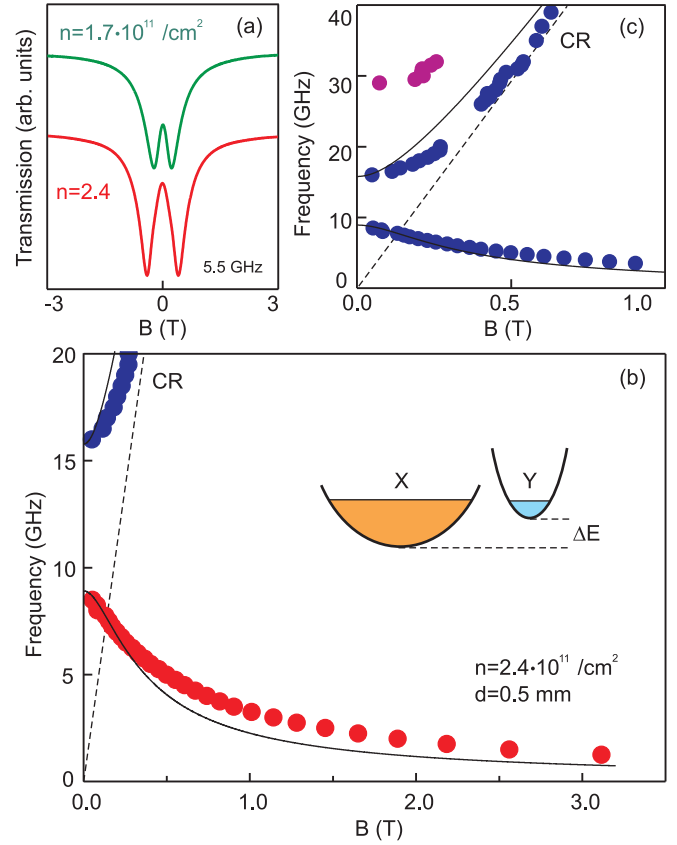 n=1.7·10¹¹ /cm²
(a)
n=2.4
5.5 GHz
Transmission (arb. units)
-3
0
3
B (T)
(c)
CR
40
30
20
10
0
Frequency (GHz)
0.0
0.5
1.0
B (T)
(b)
CR
20
15
10
5
0
Frequency (GHz)
X
Y
ΔE
n=2.4·10¹¹ /cm²
d=0.5 mm
0.0
1.0
2.0
3.0
B (T)